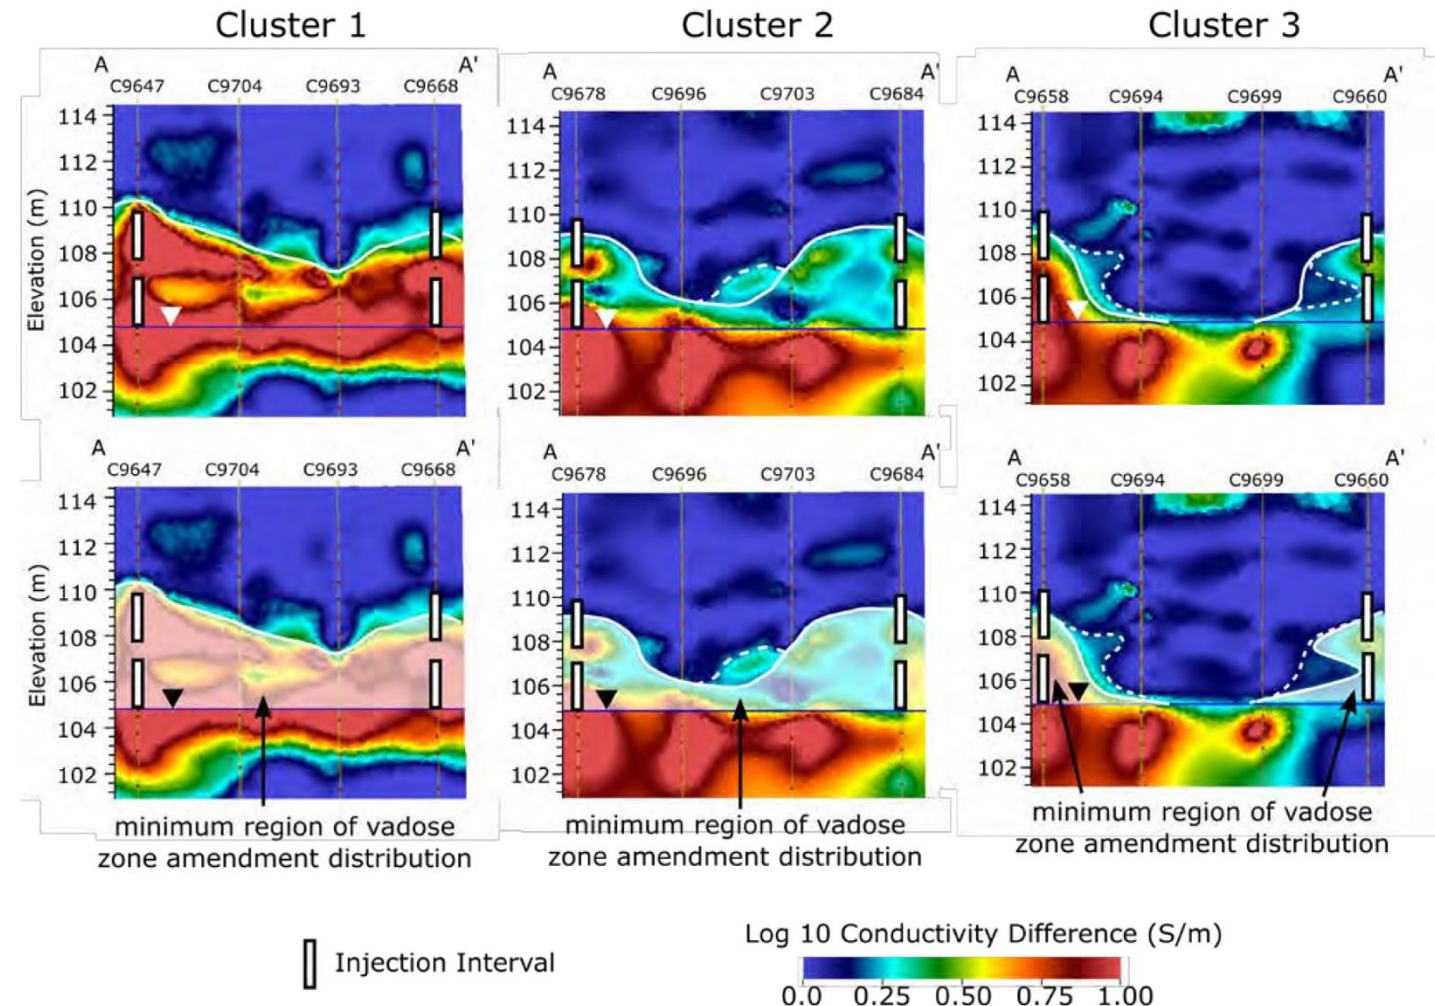 Cluster 1
Cluster 2
Cluster 3
A A'
C9647 C9704 C9693 C9668
A A'
C9678 C9696 C9703 C9684
A A'
C9658 C9694 C9699 C9660
Elevation (m)
114
112
110
108
106
104
102
114
112
110
108
106
104
102
114
112
110
108
106
104
102
A A'
C9647 C9704 C9693 C9668
A A'
C9678 C9696 C9703 C9684
A A'
C9658 C9694 C9699 C9660
Elevation (m)
114
112
110
108
106
104
102
114
112
110
108
106
104
102
114
112
110
108
106
104
102
minimum region of vadose
zone amendment distribution
minimum region of vadose
zone amendment distribution
minimum region of vadose
zone amendment distribution
Injection Interval
Log 10 Conductivity Difference (S/m)
0.0 0.25 0.50 0.75 1.00